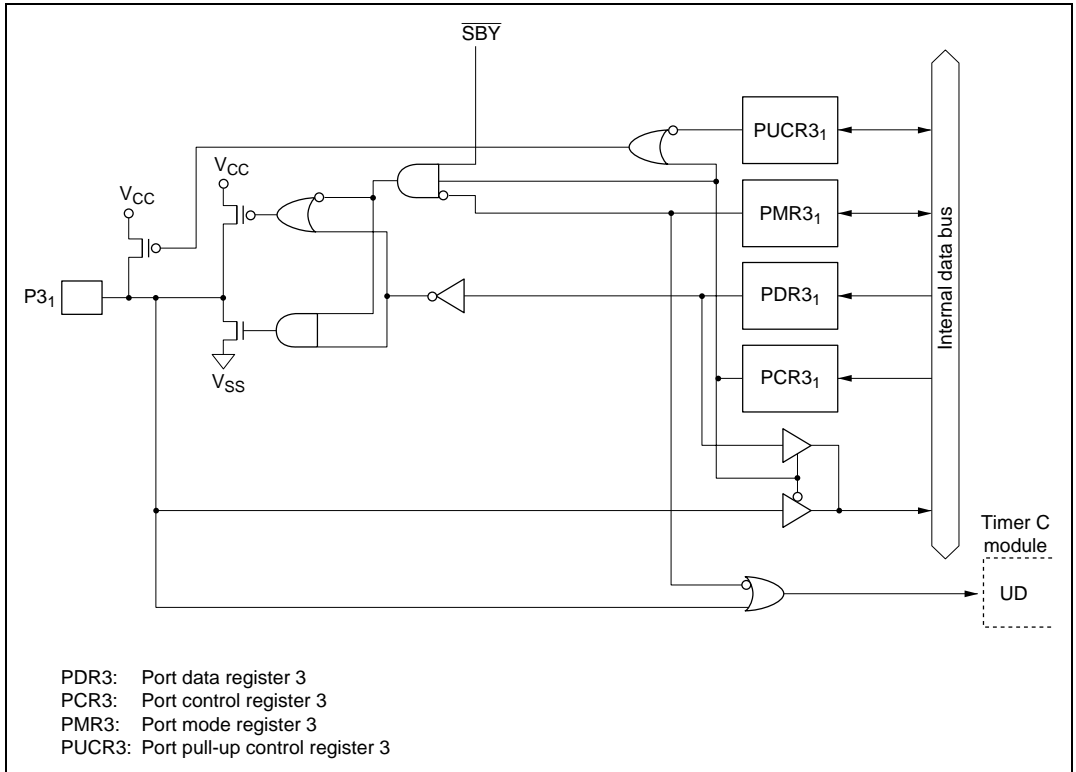 S̅B̅Y̅
PUCR3₁
V_CC
V_CC
PMR3₁
P3₁
PDR3₁
Internal data bus
V_SS
PCR3₁
Timer C
module
UD
PDR3: Port data register 3
PCR3: Port control register 3
PMR3: Port mode register 3
PUCR3: Port pull-up control register 3